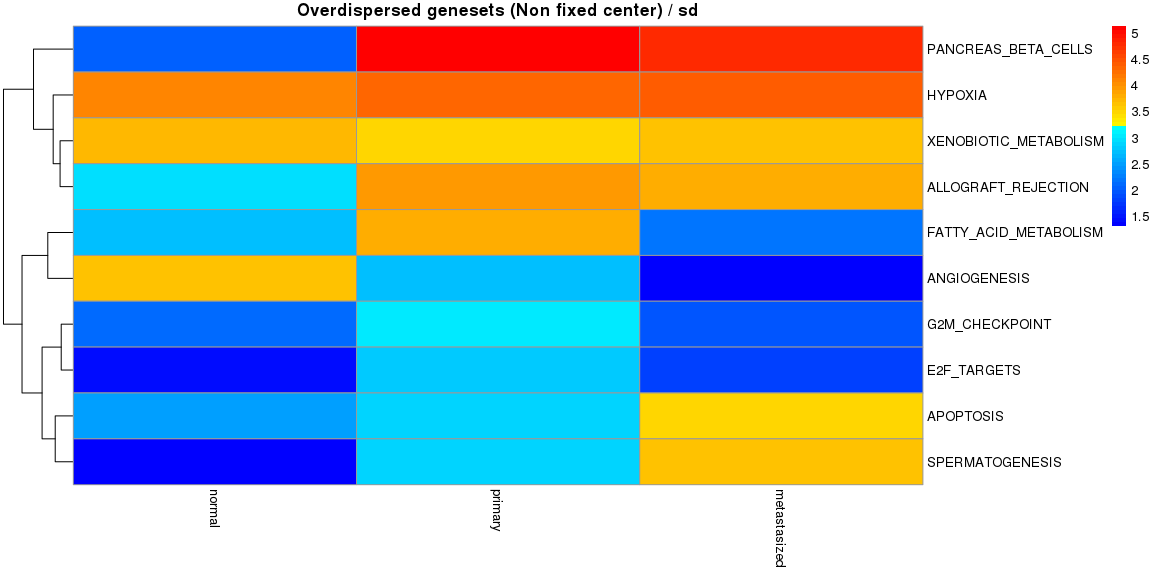 Overdispersed genesets (Non fixed center) / sd
PANCREAS_BETA_CELLS
HYPOXIA
XENOBIOTIC_METABOLISM
ALLOGRAFT_REJECTION
FATTY_ACID_METABOLISM
ANGIOGENESIS
G2M_CHECKPOINT
E2F_TARGETS
APOPTOSIS
SPERMATOGENESIS
5
4.5
4
3.5
3
2.5
2
1.5
normal
primary
metastasized